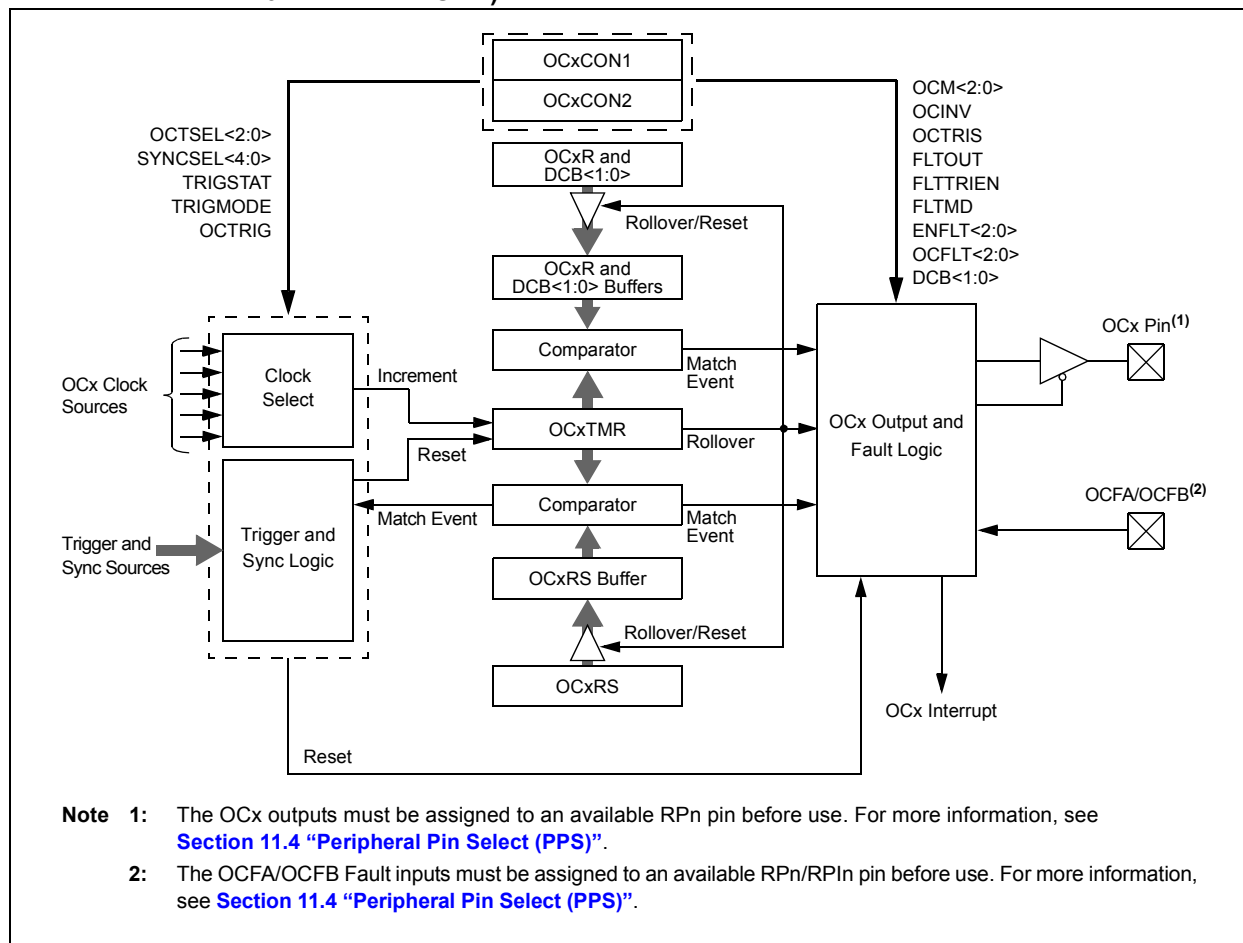 OCxCON1
OCxCON2
OCTSEL<2:0>
SYNCSEL<4:0>
TRIGSTAT
TRIGMODE
OCTRIG
OCM<2:0>
OCINV
OCTRIS
FLTOUT
FLTTRIEN
FLTMD
ENFLT<2:0>
OCFLT<2:0>
DCB<1:0>
OCxR and
DCB<1:0>
Rollover/Reset
OCxR and
DCB<1:0> Buffers
OCx Pin(1)
Comparator
Match
Event
Clock
Select
Increment
OCx Clock
Sources
OCxTMR
Rollover
OCx Output and
Fault Logic
Reset
OCFA/OCFB(2)
Match Event
Comparator
Match
Event
Trigger and
Sync Logic
Trigger and
Sync Sources
OCxRS Buffer
Rollover/Reset
OCxRS
OCx Interrupt
Reset
Note 1: The OCx outputs must be assigned to an available RPn pin before use. For more information, see
Section 11.4 “Peripheral Pin Select (PPS)”.
2: The OCFA/OCFB Fault inputs must be assigned to an available RPn/RPIn pin before use. For more information,
see Section 11.4 “Peripheral Pin Select (PPS)”.